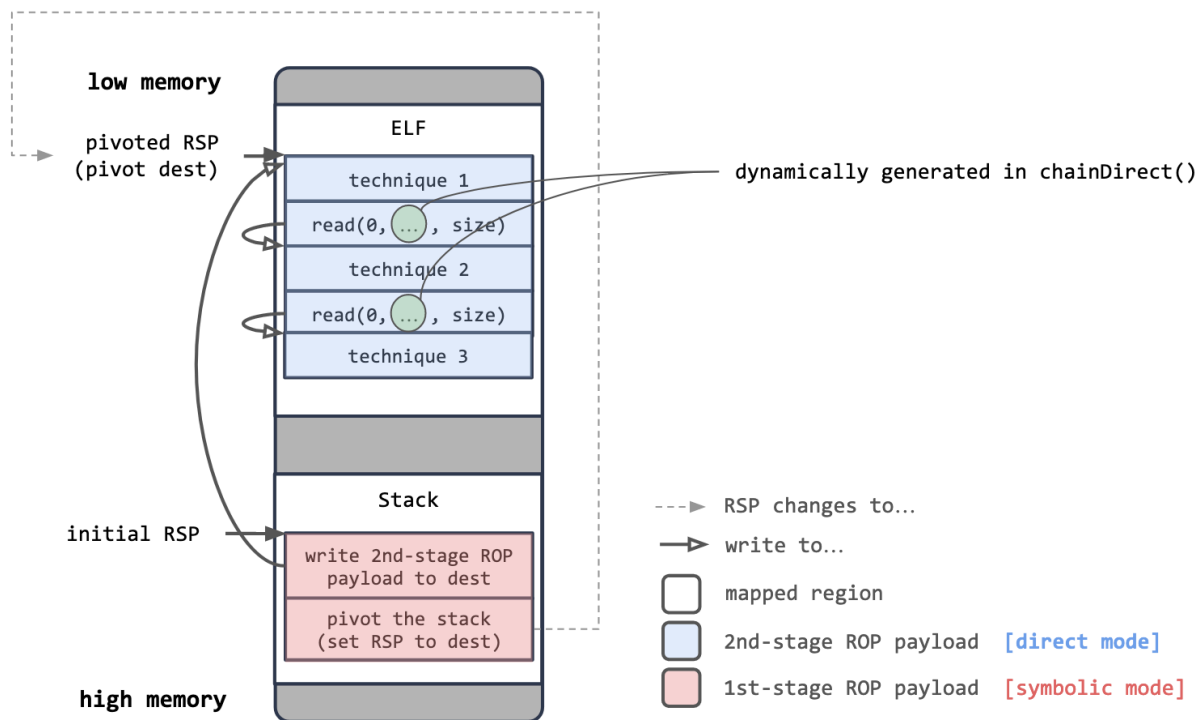 low memory
ELF
pivoted RSP
(pivot dest)
technique 1
dynamically generated in chainDirect()
read(0, ... , size)
technique 2
read(0, ... , size)
technique 3
Stack
initial RSP
write 2nd-stage ROP
payload to dest
pivot the stack
(set RSP to dest)
high memory
RSP changes to...
write to...
mapped region
2nd-stage ROP payload [direct mode]
1st-stage ROP payload [symbolic mode]